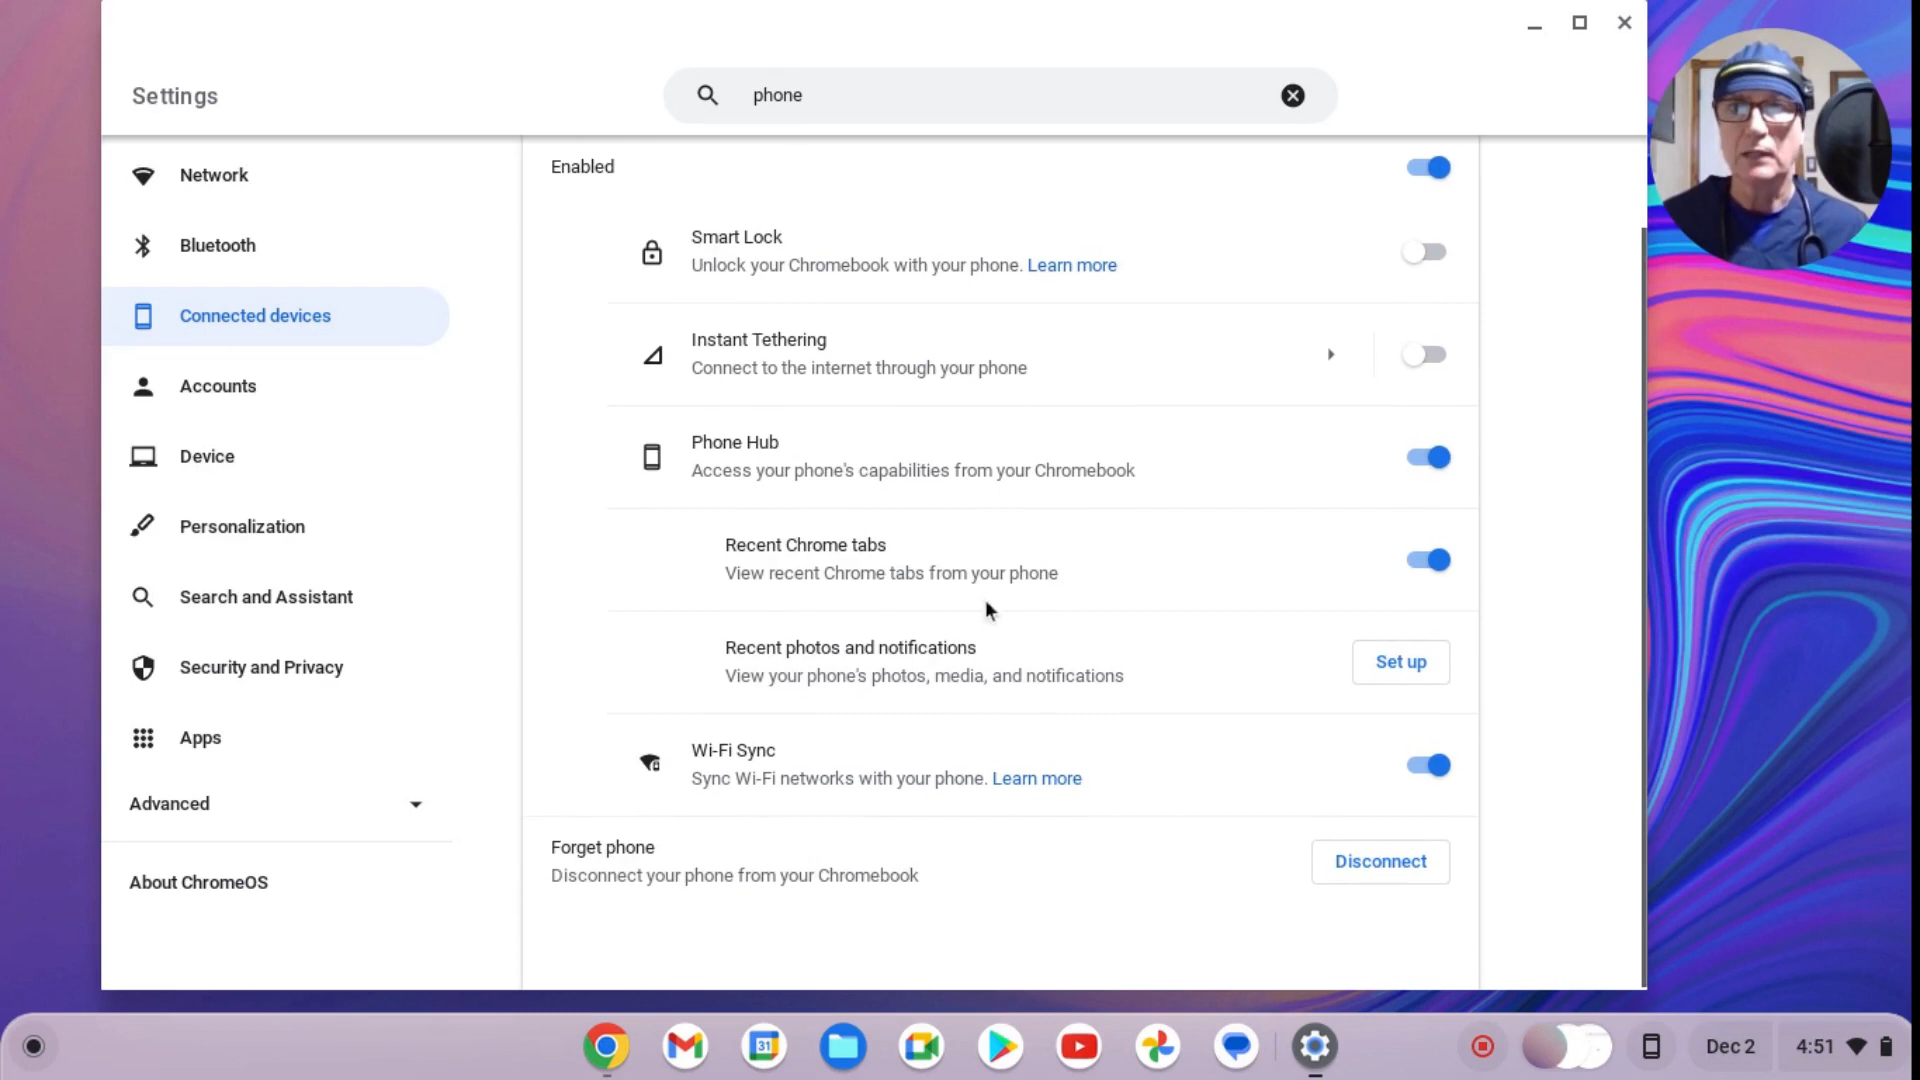 Settings
phone
Network
Bluetooth
Connected devices
Accounts
Device
Personalization
Search and Assistant
Security and Privacy
Apps
Advanced
About ChromeOS
Enabled
Smart Lock
Unlock your Chromebook with your phone. Learn more
Instant Tethering
Connect to the internet through your phone
Phone Hub
Access your phone's capabilities from your Chromebook
Recent Chrome tabs
View recent Chrome tabs from your phone
Recent photos and notifications
View your phone's photos, media, and notifications
Set up
Wi-Fi Sync
Sync Wi-Fi networks with your phone. Learn more
Forget phone
Disconnect your phone from your Chromebook
Disconnect
31
Dec 2
4:51